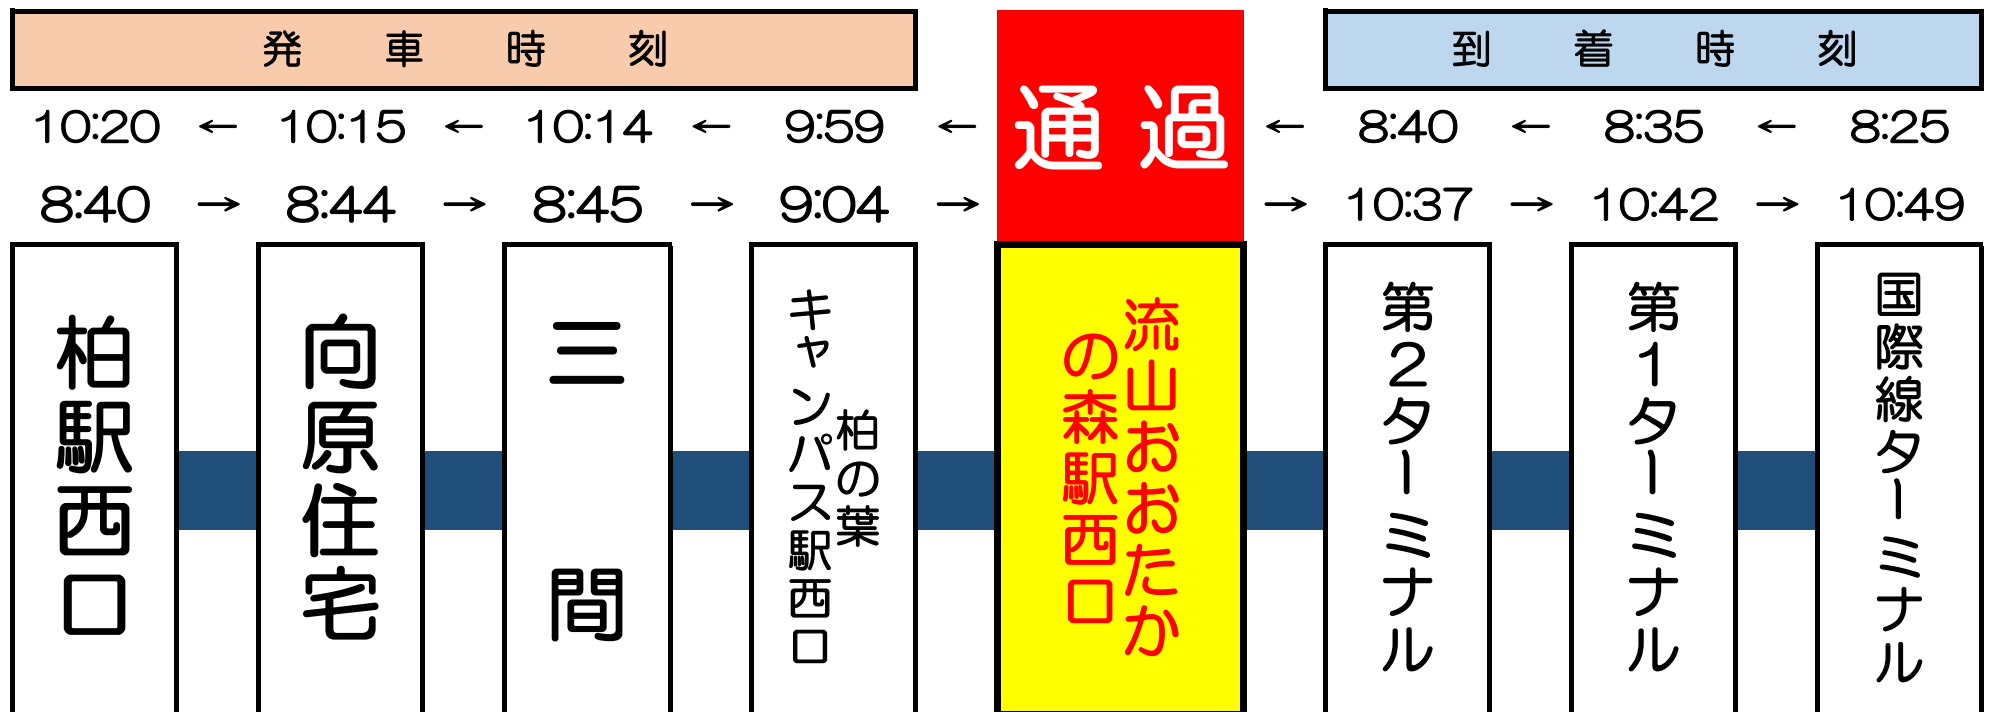 発車時刻
通過
到着時刻
10:20 ← 10:15 ← 10:14 ← 9:59 ← ← 8:40 ← 8:35 ← 8:25
8:40 → 8:44 → 8:45 → 9:04 → → 10:37 → 10:42 → 10:49
柏駅西口
向原住宅
三間
柏の葉
キャンパス駅西口
流山おおたか
の森駅西口
第2ターミナル
第1ターミナル
国際線ターミナル